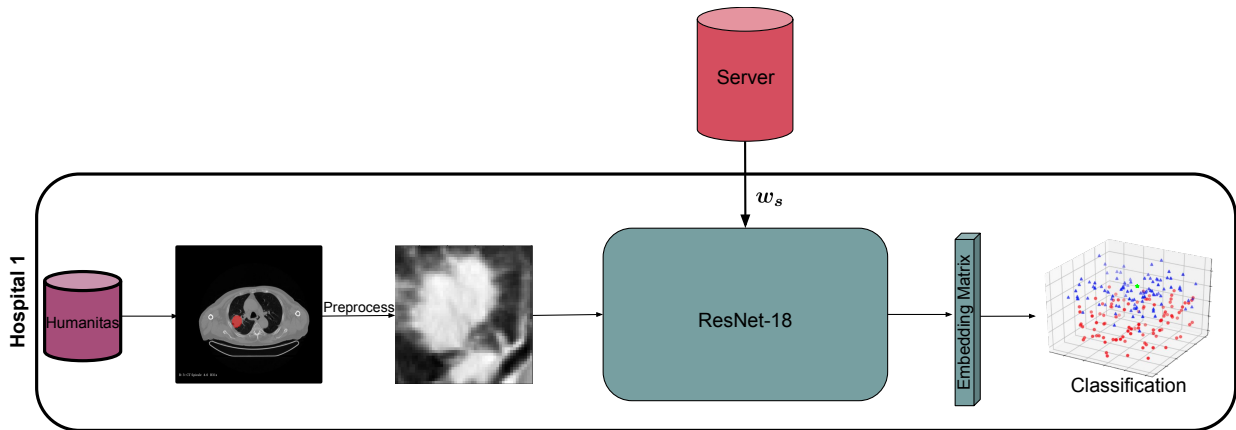 Server
w_s
Hospital 1
Humanitas
Preprocess
ResNet-18
Embedding Matrix
Classification